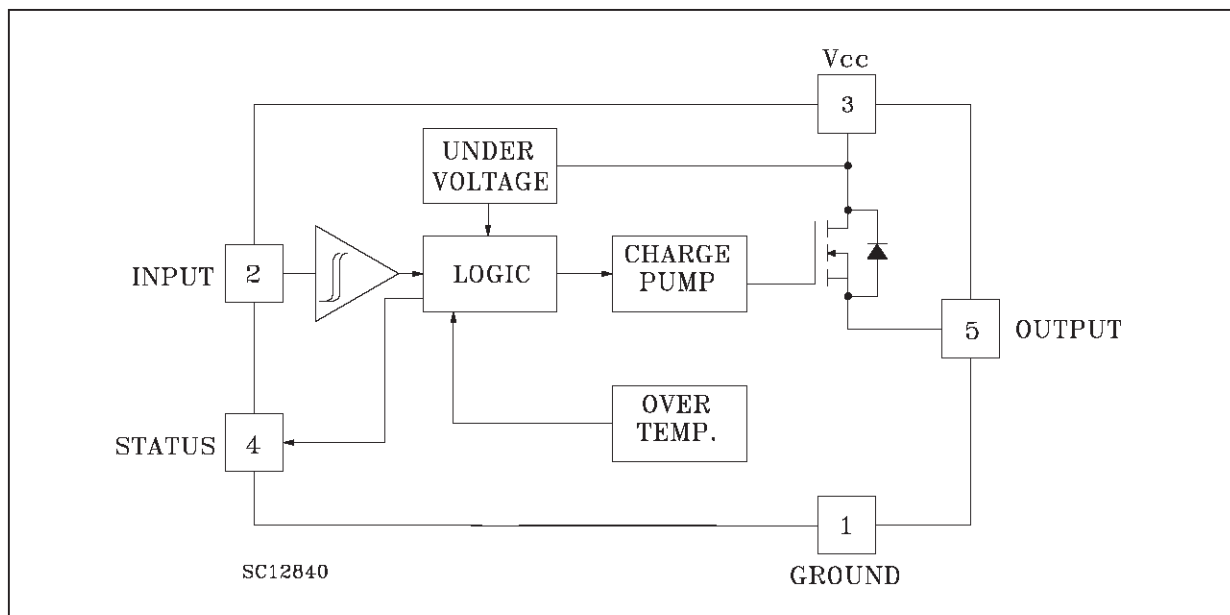 Vcc
3
UNDER
VOLTAGE
INPUT
2
LOGIC
CHARGE
PUMP
5
OUTPUT
STATUS
4
OVER
TEMP.
1
GROUND
SC12840